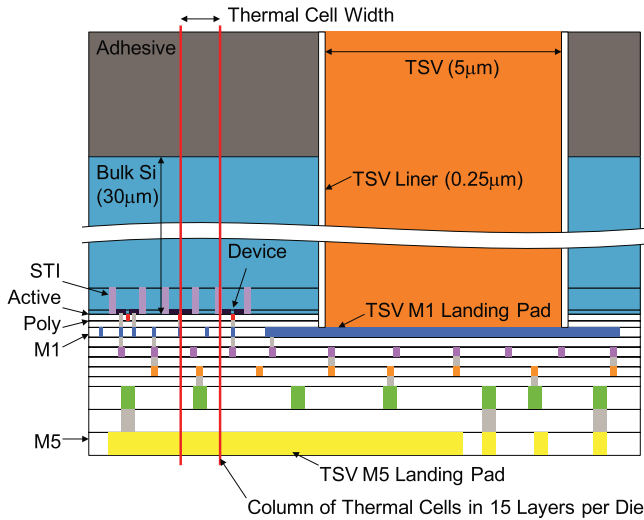 Thermal Cell Width
Adhesive
TSV (5μm)
Bulk Si
(30μm)
TSV Liner (0.25μm)
STI
Device
Active
TSV M1 Landing Pad
Poly
M1
M5
TSV M5 Landing Pad
Column of Thermal Cells in 15 Layers per Die